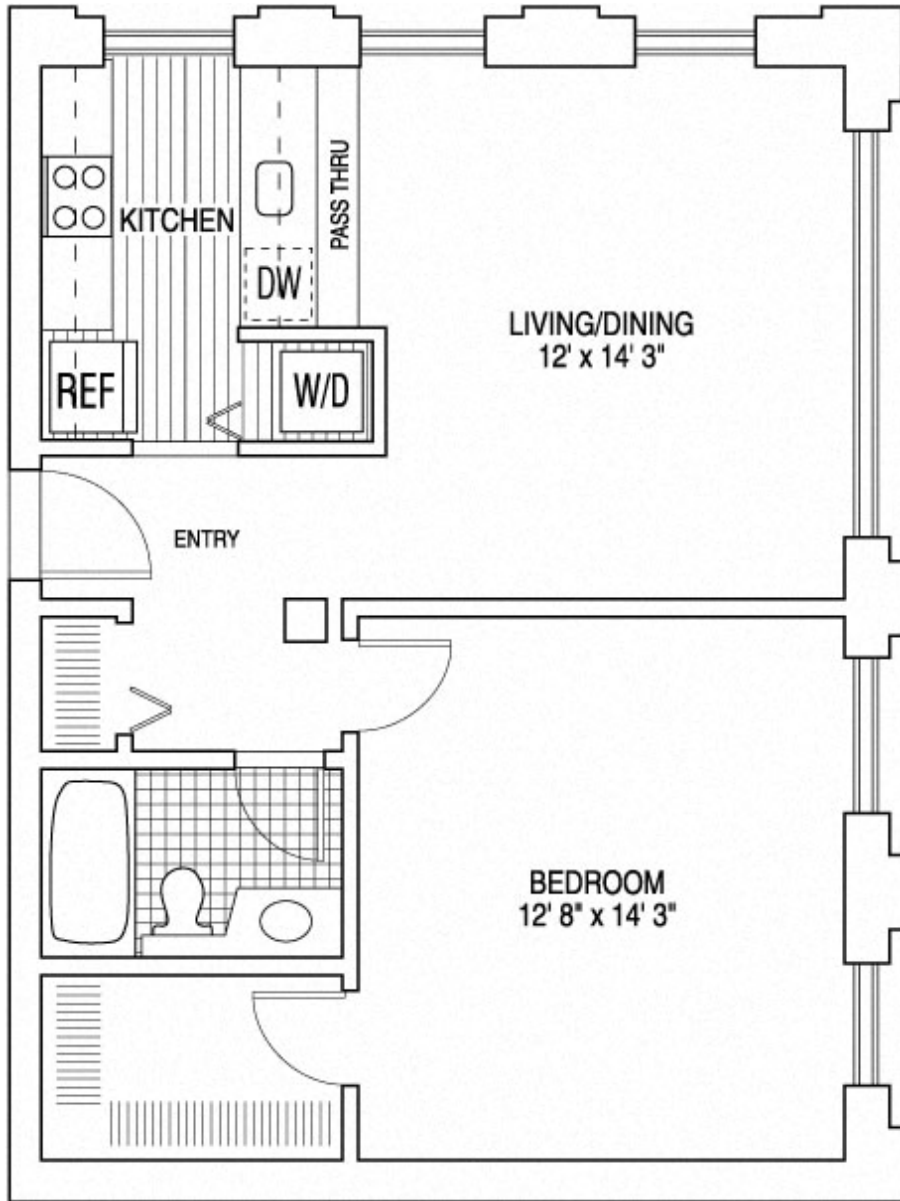 KITCHEN
PASS THRU
DW
REF
W/D
LIVING/DINING
12' x 14' 3"
ENTRY
BEDROOM
12' 8" x 14' 3"